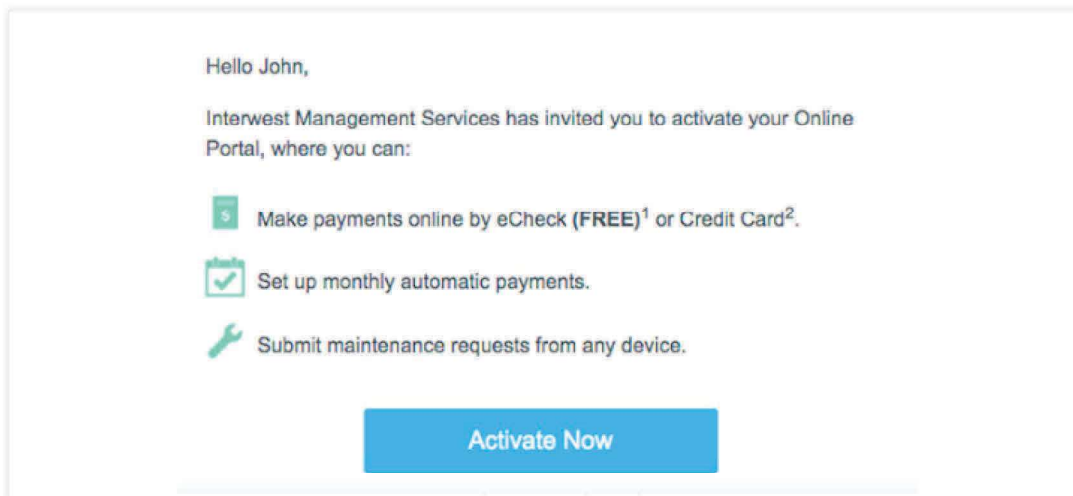 Hello John,
Interwest Management Services has invited you to activate your Online
Portal, where you can:
$ Make payments online by eCheck (FREE)¹ or Credit Card².
Set up monthly automatic payments.
Submit maintenance requests from any device.
Activate Now